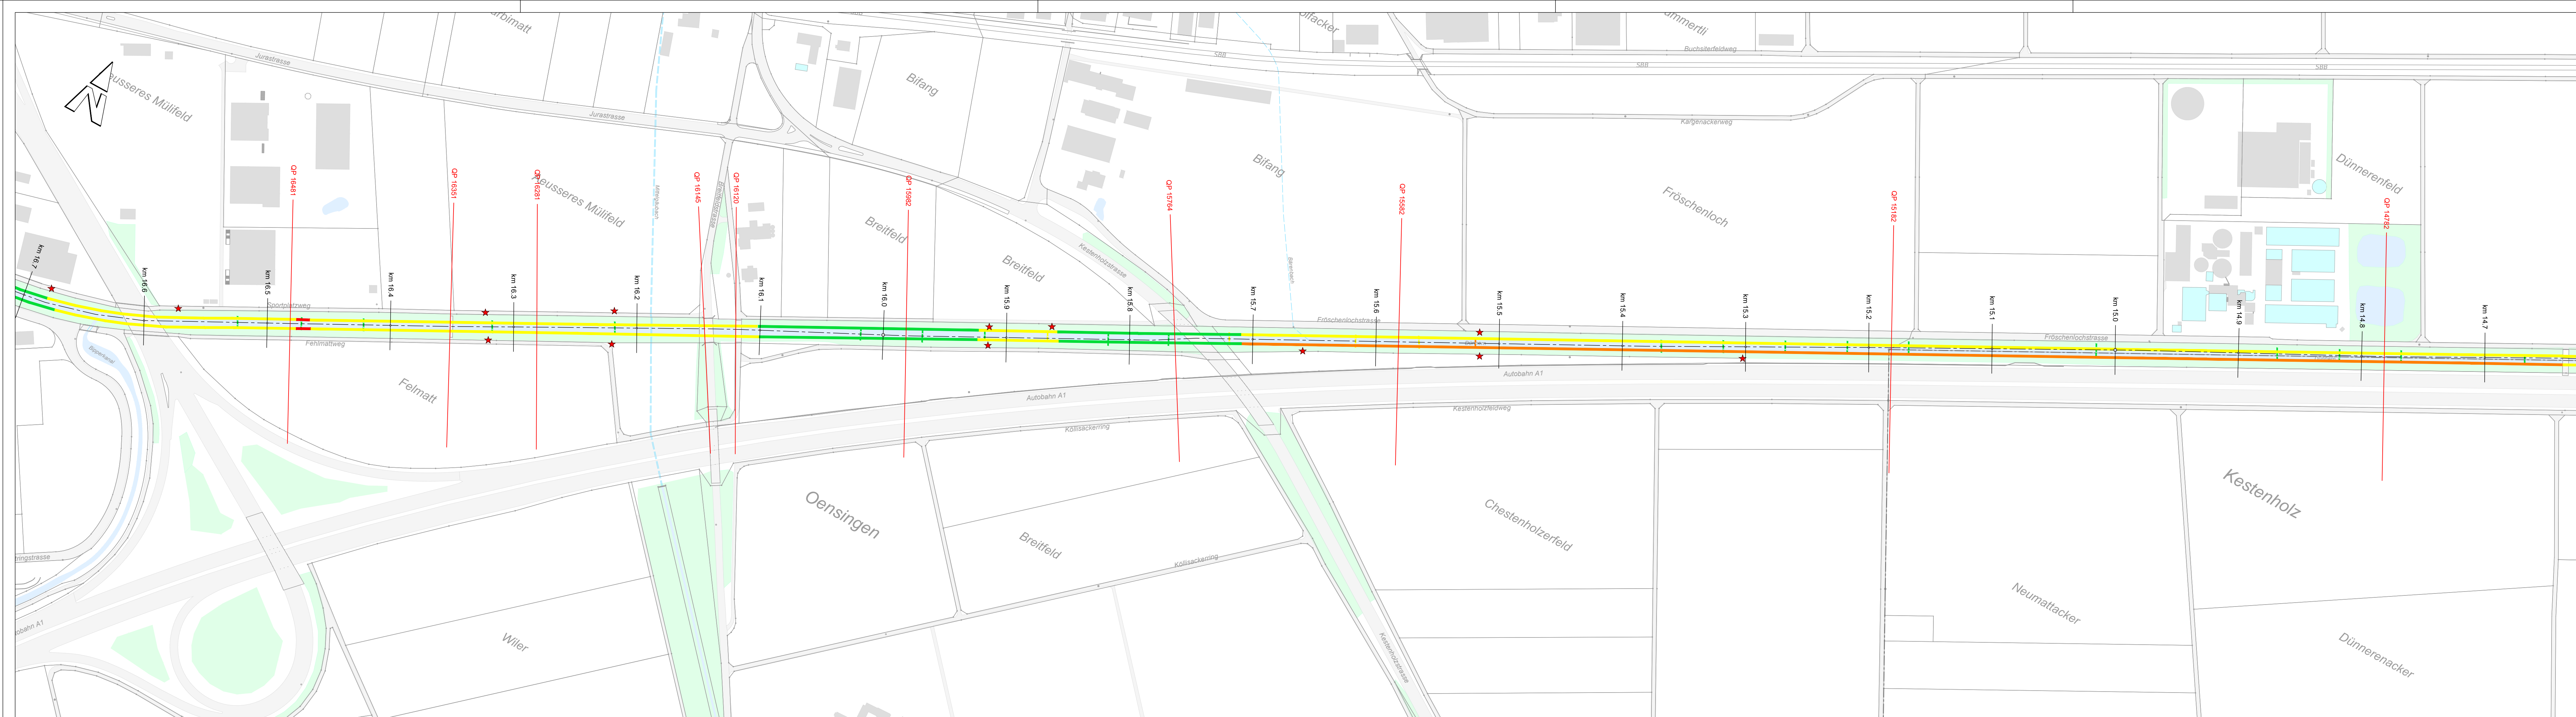 Jurastrasse
Jurastrasse
Bifang
SBB
SBB
SBB
Buchsiterfeldweg
Kargenackerweg
Bifang
Fröschenloch
Dünnerenfeld
Breitfeld
Breitfeld
Kestenholzstrasse
QP 16481
QP 16351
QP 16281
QP 16145
QP 16120
QP 15982
QP 15764
QP 15582
QP 15182
QP 14782
km 16.7
km 16.6
km 16.5
km 16.4
km 16.3
km 16.2
km 16.1
km 16.0
km 15.9
km 15.8
km 15.7
km 15.6
km 15.5
km 15.4
km 15.3
km 15.2
km 15.1
km 15.0
km 14.9
km 14.8
km 14.7
Sportplatzweg
Fröschenlochstrasse
Fröschenlochstrasse
Fehlmattweg
Felmatt
Autobahn A1
Autobahn A1
Kestenholzfeldweg
Köllisackerring
Oensingen
Breitfeld
Köllisackerring
Chestenholzerfeld
Kestenholz
Neumattacker
Dünnerenacker
Wiler
Kestenholzstrasse